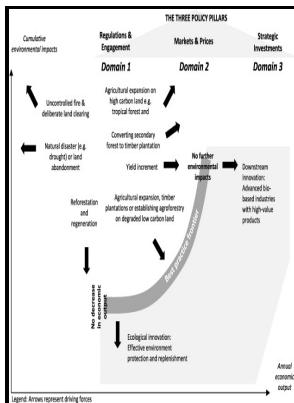 THE THREE POLICY PILLARS
Cumulative
environmental impacts
Regulations &
Engagement
Markets & Prices
Strategic
Investments
Domain 1
Domain 2
Domain 3
Uncontrolled fire &
deliberate land clearing
Agricultural expansion on
high carbon land e.g.
tropical forest and
Converting secondary
forest to timber plantation
Natural disaster (e.g.
drought) or land
abandonment
Yield increment
No further
environmental
impacts
Downstream
innovation:
Advanced bio-
based industries
with high-value
products
Reforestation
and
regeneration
Agricultural expansion, timber
plantations or establishing agroforestry
on degraded low carbon land
Best practice frontier
No decrease
in economic
output
Ecological innovation:
Effective environment
protection and replenishment
Annual
economic
output
Legend: Arrows represent driving forces